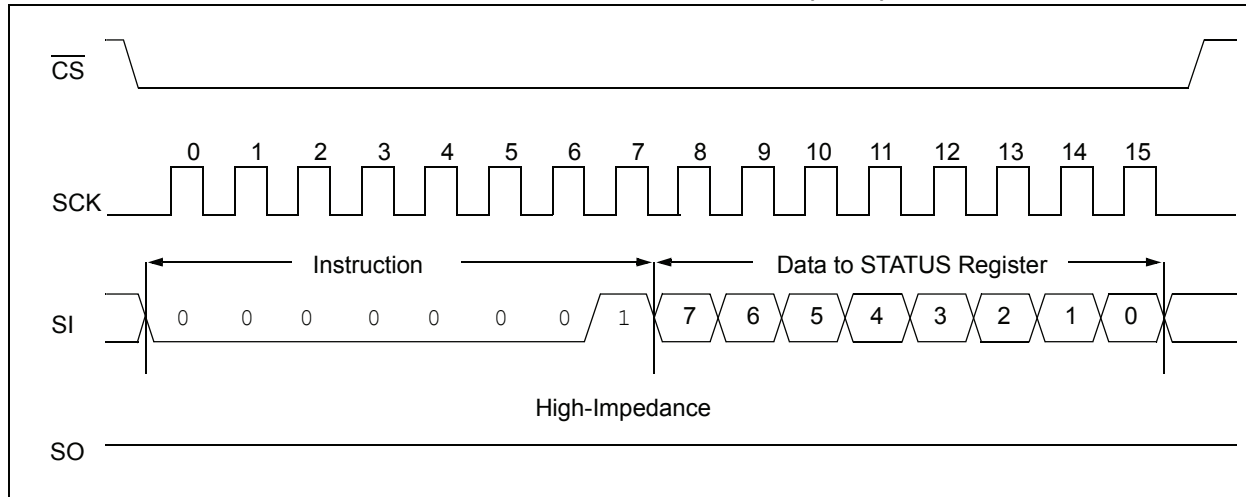 CS
0 1 2 3 4 5 6 7 8 9 10 11 12 13 14 15
SCK
Instruction Data to STATUS Register
SI 0 0 0 0 0 0 0 1 7 6 5 4 3 2 1 0
High-Impedance
SO